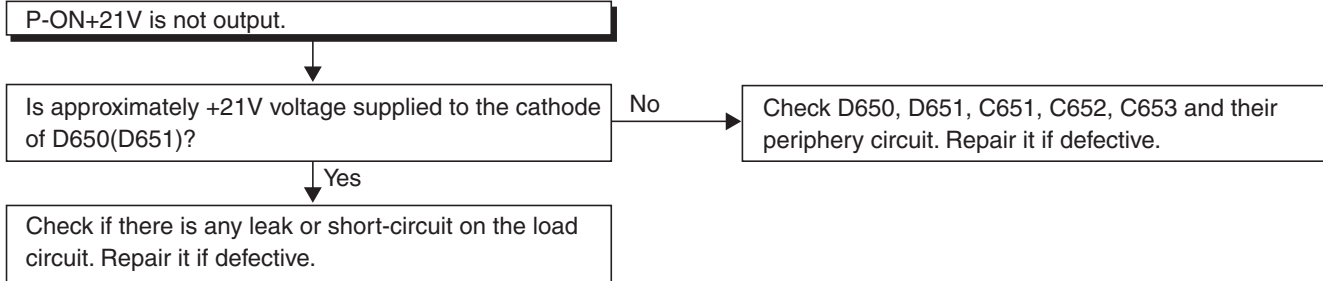 P-ON+21V is not output.
Is approximately +21V voltage supplied to the cathode
of D650(D651)?
No
Check D650, D651, C651, C652, C653 and their
periphery circuit. Repair it if defective.
Yes
Check if there is any leak or short-circuit on the load
circuit. Repair it if defective.